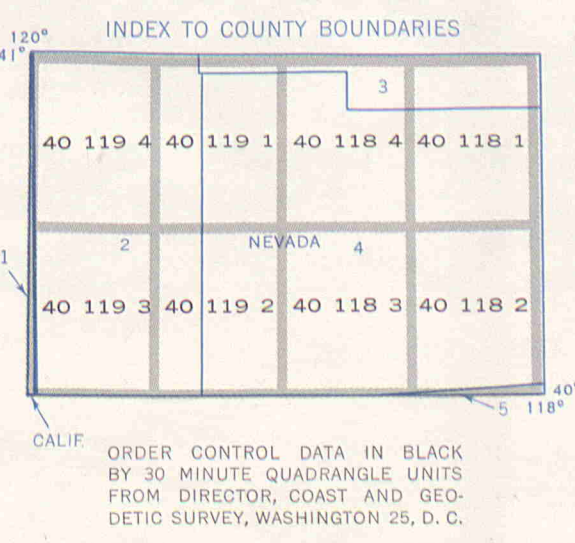 INDEX TO COUNTY BOUNDARIES
120°
41°
3
40 119 4 40 119 1 40 118 4 40 118 1
2 NEVADA 4
1
40 119 3 40 119 2 40 118 3 40 118 2
40°
5 118°
CALIF.
ORDER CONTROL DATA IN BLACK
BY 30 MINUTE QUADRANGLE UNITS
FROM DIRECTOR, COAST AND GEO-
DETIC SURVEY, WASHINGTON 25, D. C.